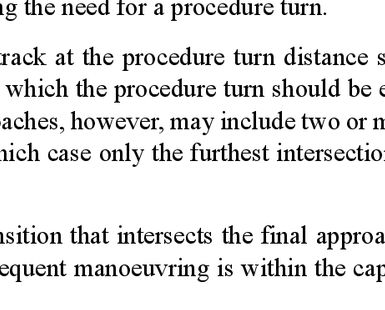 ng the need for a procedure turn.
track at the procedure turn distance s
which the procedure turn should be e
oaches, however, may include two or m
hich case only the furthest intersection
nsition that intersects the final approa
equent manoeuvring is within the cap